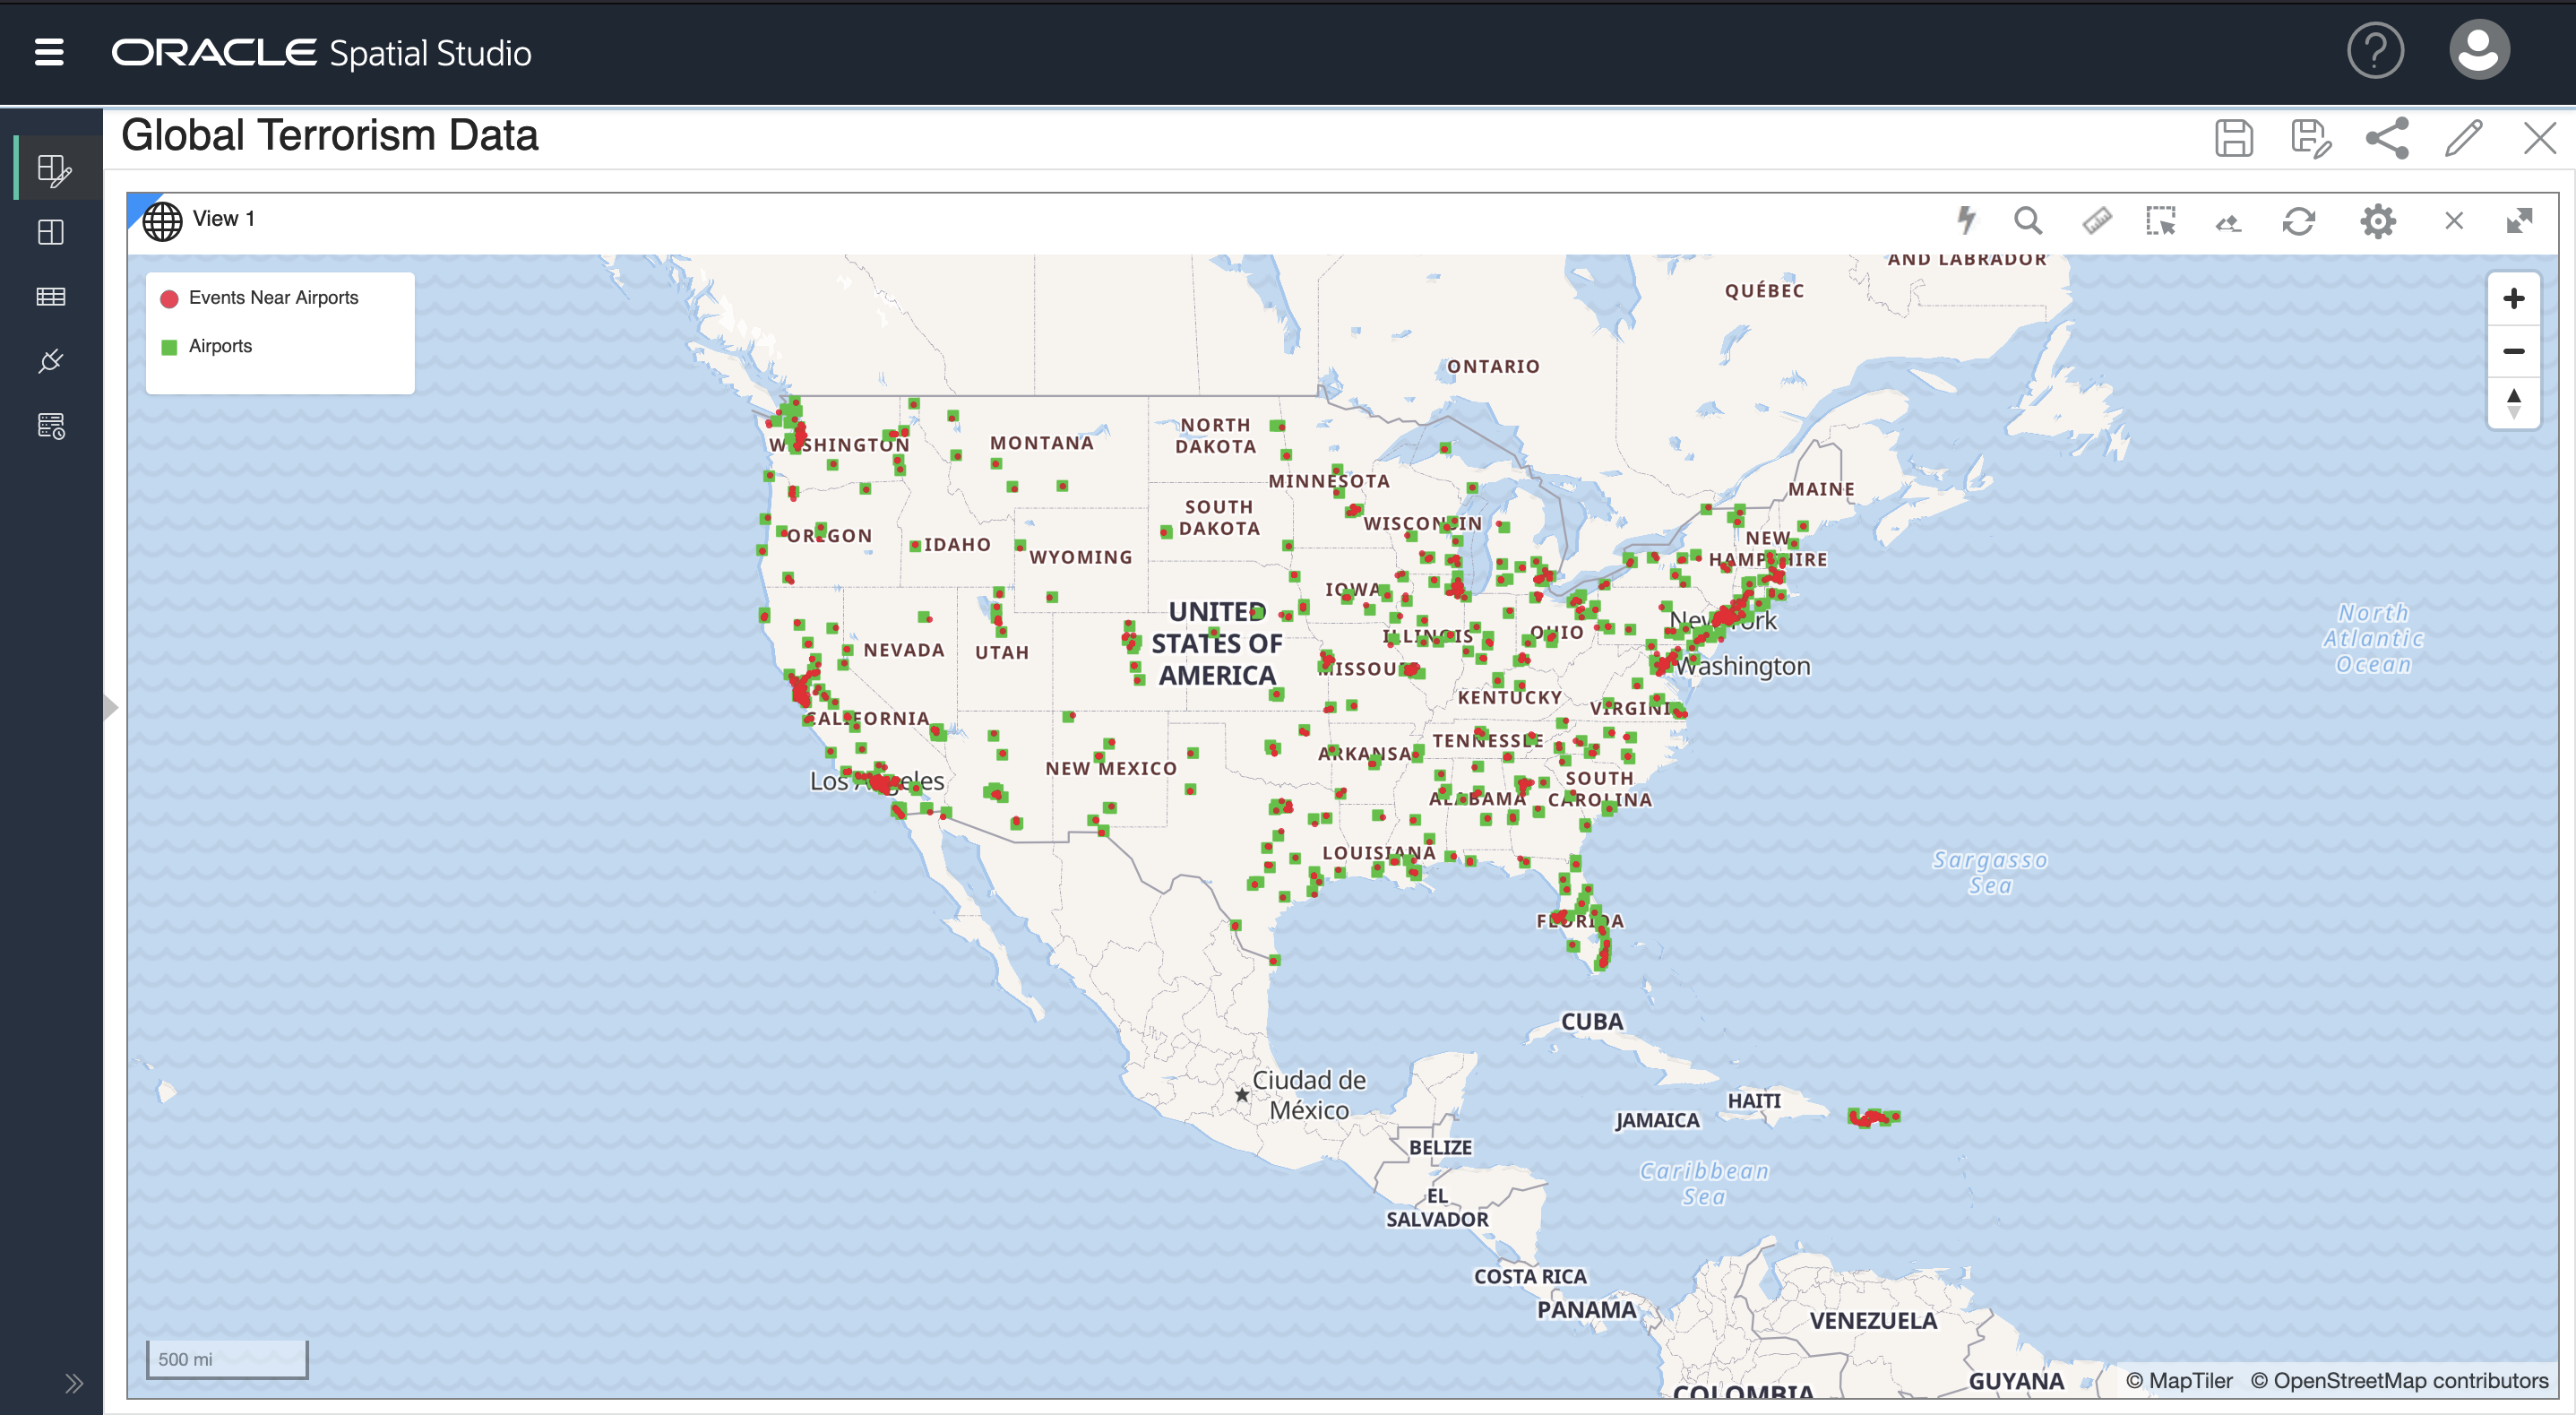 ORACLE Spatial Studio
Global Terrorism Data
View 1
Events Near Airports
Airports
AND LABRADOR
QUÉBEC
ONTARIO
WASHINGTON
MONTANA
NORTH
DAKOTA
MINNESOTA
MAINE
SOUTH
DAKOTA
WISCONSIN
OREGON
IDAHO
WYOMING
NEW
HAMPSHIRE
IOWA
UNITED
STATES OF
AMERICA
New York
North
Atlantic
Ocean
NEVADA
UTAH
ILLINOIS
OHIO
MISSOU
Washington
KENTUCKY
VIRGINI
CALIFORNIA
TENNESSEE
ARKANSA
NEW MEXICO
Los Angeles
SOUTH
CAROLINA
ALABAMA
LOUISIANA
Sargasso
Sea
FLORIDA
CUBA
Ciudad de
México
HAITI
JAMAICA
BELIZE
Caribbean
Sea
EL
SALVADOR
COSTA RICA
PANAMA
VENEZUELA
500 mi
GUYANA
COLOMBIA
© MapTiler © OpenStreetMap contributors